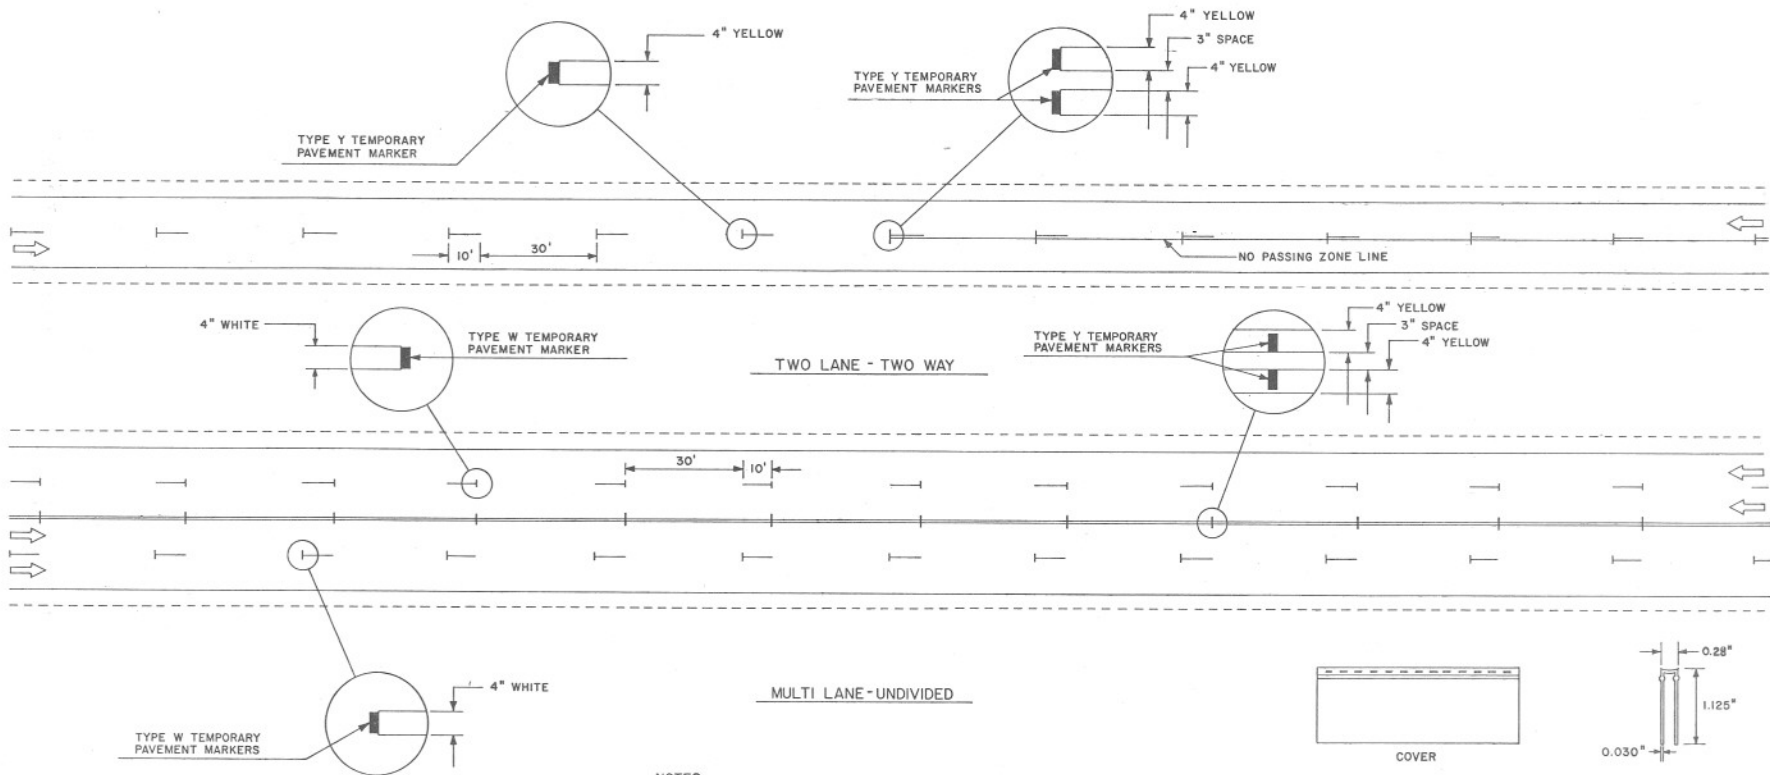 4" YELLOW
4" YELLOW
3" SPACE
4" YELLOW
TYPE Y TEMPORARY
PAVEMENT MARKERS
TYPE Y TEMPORARY
PAVEMENT MARKER
10'
30'
NO PASSING ZONE LINE
4" WHITE
TYPE W TEMPORARY
PAVEMENT MARKER
TWO LANE - TWO WAY
TYPE Y TEMPORARY
PAVEMENT MARKERS
4" YELLOW
3" SPACE
4" YELLOW
30'
10'
4" WHITE
TYPE W TEMPORARY
PAVEMENT MARKERS
MULTI LANE-UNDIVIDED
COVER
0.28"
1.125"
0.030"